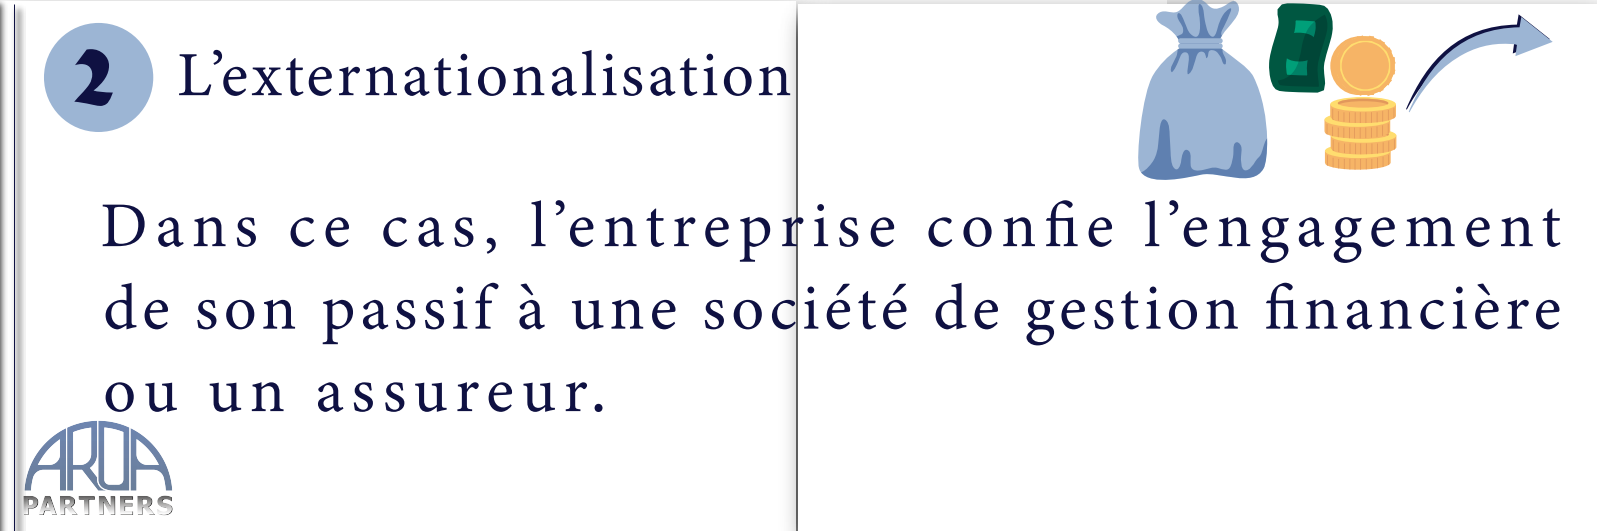 2 L’externationalisation
Dans ce cas, l’entreprise confie l’engagement
de son passif à une société de gestion financière
ou un assureur.
AROA
PARTNERS